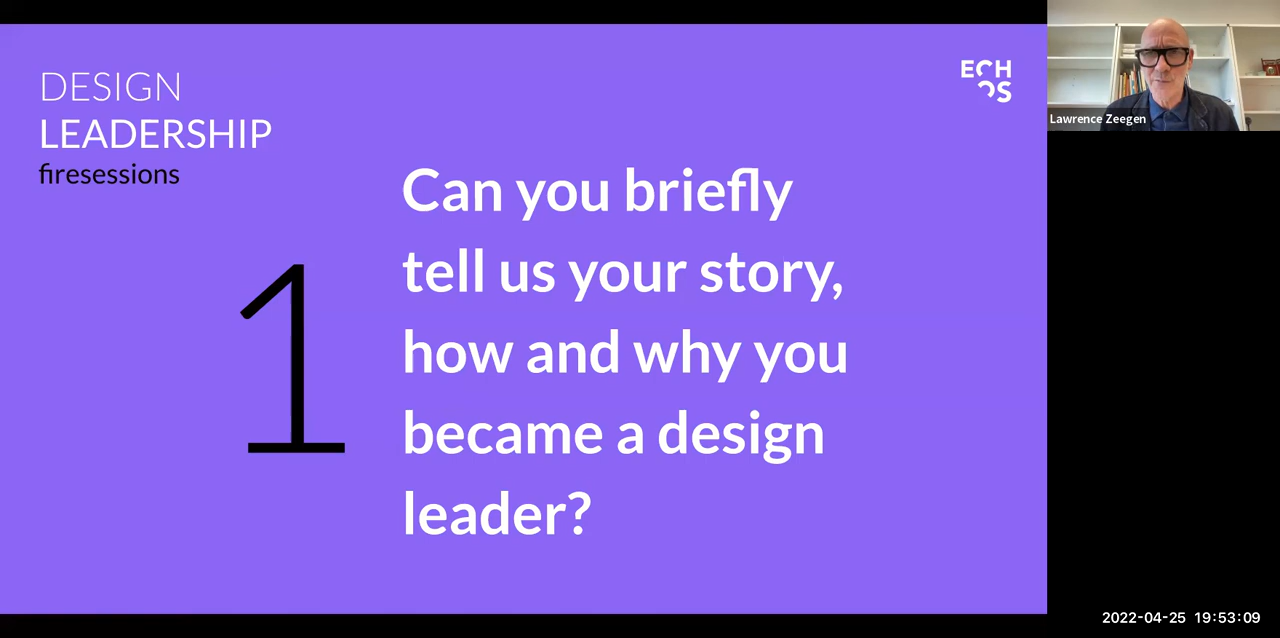 DESIGN
LEADERSHIP
firesessions
ECH
OS
1
Can you briefly
tell us your story,
how and why you
became a design
leader?
Lawrence Zeegen
2022-04-25 19:53:09